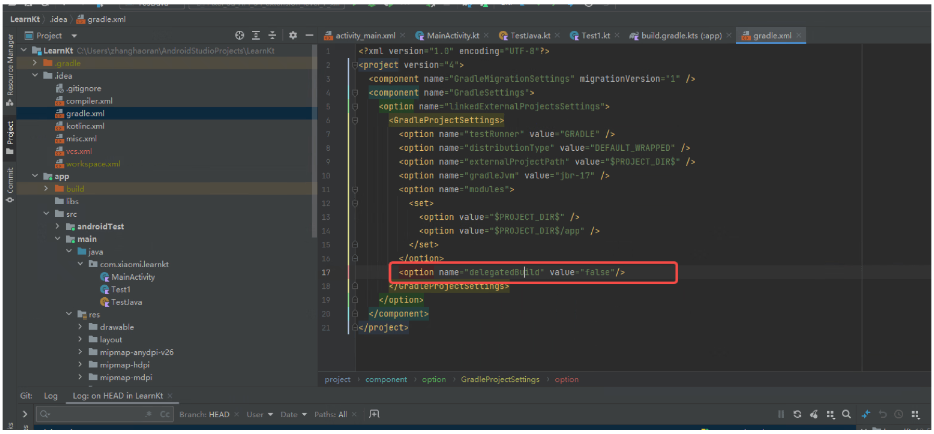 LearnKt .idea gradle.xml
Project
activity_main.xml MainActivity.kt TestJava.kt Test1.kt build.gradle.kts (:app) gradle.xml
Resource Manager
Project
Commit
LearnKt C:\Users\zhanghaoran\AndroidStudioProjects\LearnKt
.gradle
.idea
.gitignore
compiler.xml
gradle.xml
kotlinc.xml
misc.xml
vcs.xml
workspace.xml
app
build
libs
src
androidTest
main
java
com.xiaomi.learnkt
MainActivity
Test1
TestJava
res
drawable
layout
mipmap-anydpi-v26
mipmap-hdpi
mipmap-mdpi
1 <?xml version="1.0" encoding="UTF-8"?>
2 <project version="4">
3 <component name="GradleMigrationSettings" migrationVersion="1" />
4 <component name="GradleSettings">
5 <option name="linkedExternalProjectsSettings">
6 <GradleProjectSettings>
7 <option name="testRunner" value="GRADLE" />
8 <option name="distributionType" value="DEFAULT_WRAPPED" />
9 <option name="externalProjectPath" value="$PROJECT_DIR$" />
10 <option name="gradleJvm" value="jbr-17" />
11 <option name="modules">
12 <set>
13 <option value="$PROJECT_DIR$" />
14 <option value="$PROJECT_DIR$/app" />
15 </set>
16 </option>
17 <option name="delegatedBuild" value="false"/>
18 </GradleProjectSettings>
19 </option>
20 </component>
21 </project>
project component option GradleProjectSettings option
Git: Log Log: on HEAD in LearnKt
Q- .* Cc Branch: HEAD User Date Paths: All